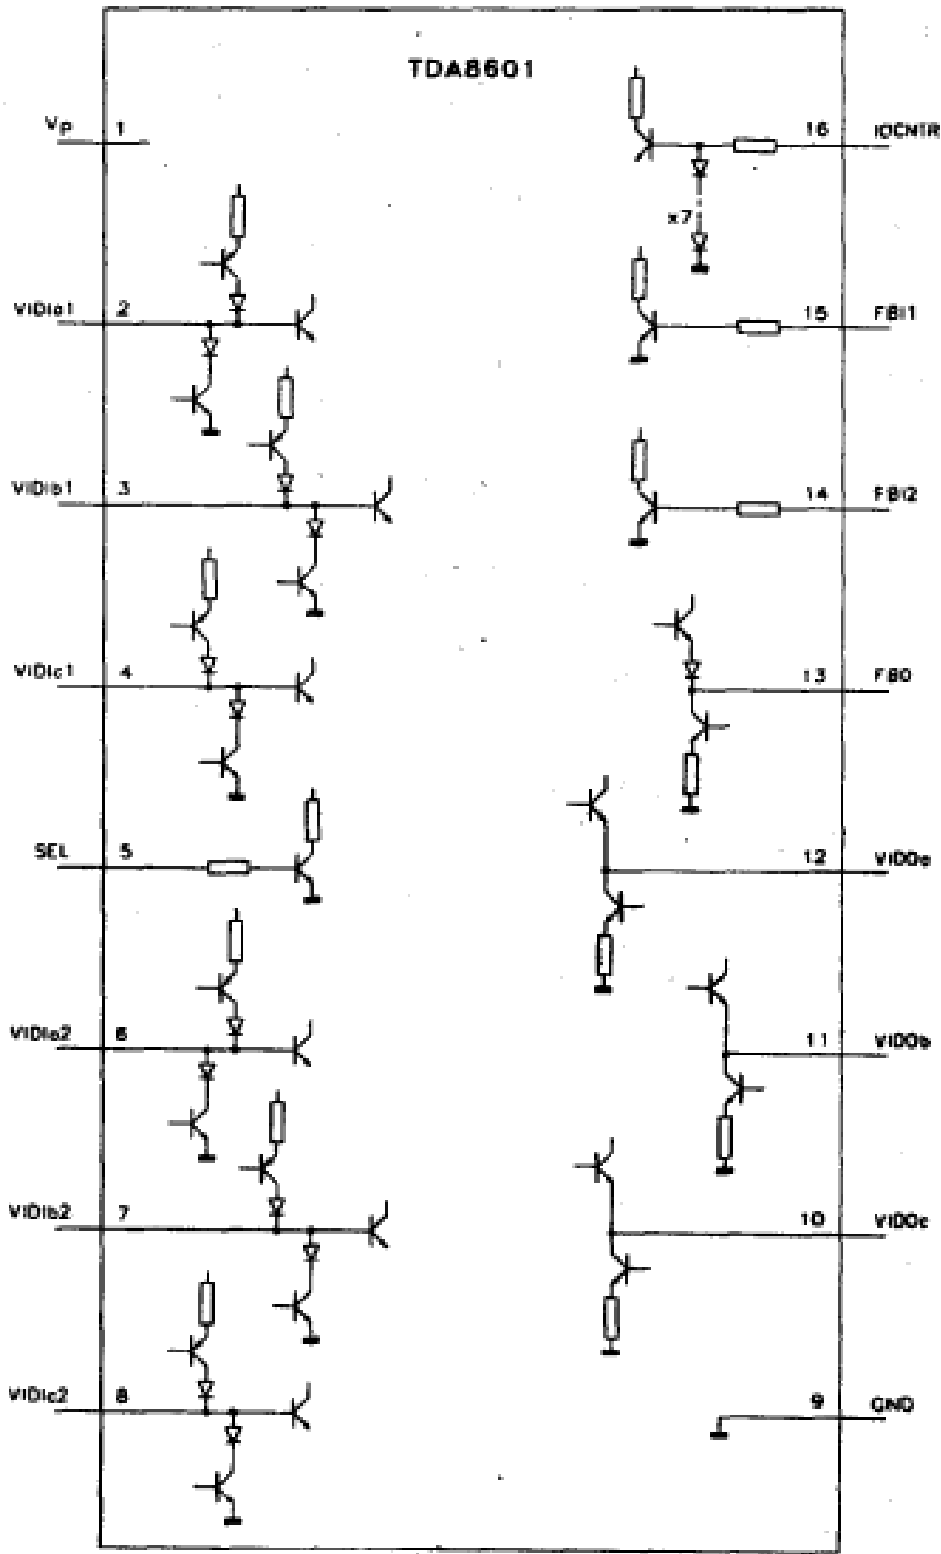 TDA8601
VP 1 16 IOCNTR
x7
VIDIa1 2 15 FBI1
VIDIb1 3 14 FBI2
VIDIc1 4 13 FBO
SEL 5 12 VIDOa
VIDIa2 6 11 VIDOb
VIDIb2 7 10 VIDOc
VIDIc2 8 9 GND